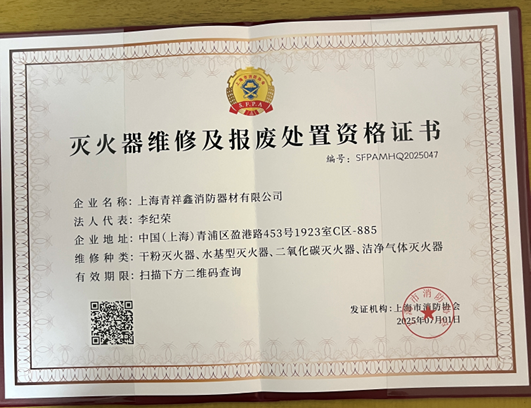 S.F.P.A
灭火器维修及报废处置资格证书
编号：SFPAMHQ2025047
企业名称：上海青祥鑫消防器材有限公司
法人代表：李纪荣
企业地址：中国(上海)青浦区盈港路453号1923室C区-885
维修种类：干粉灭火器、水基型灭火器、二氧化碳灭火器、洁净气体灭火器
有效期限：扫描下方二维码查询
发证机构：上海市消防协会
2025年07月01日